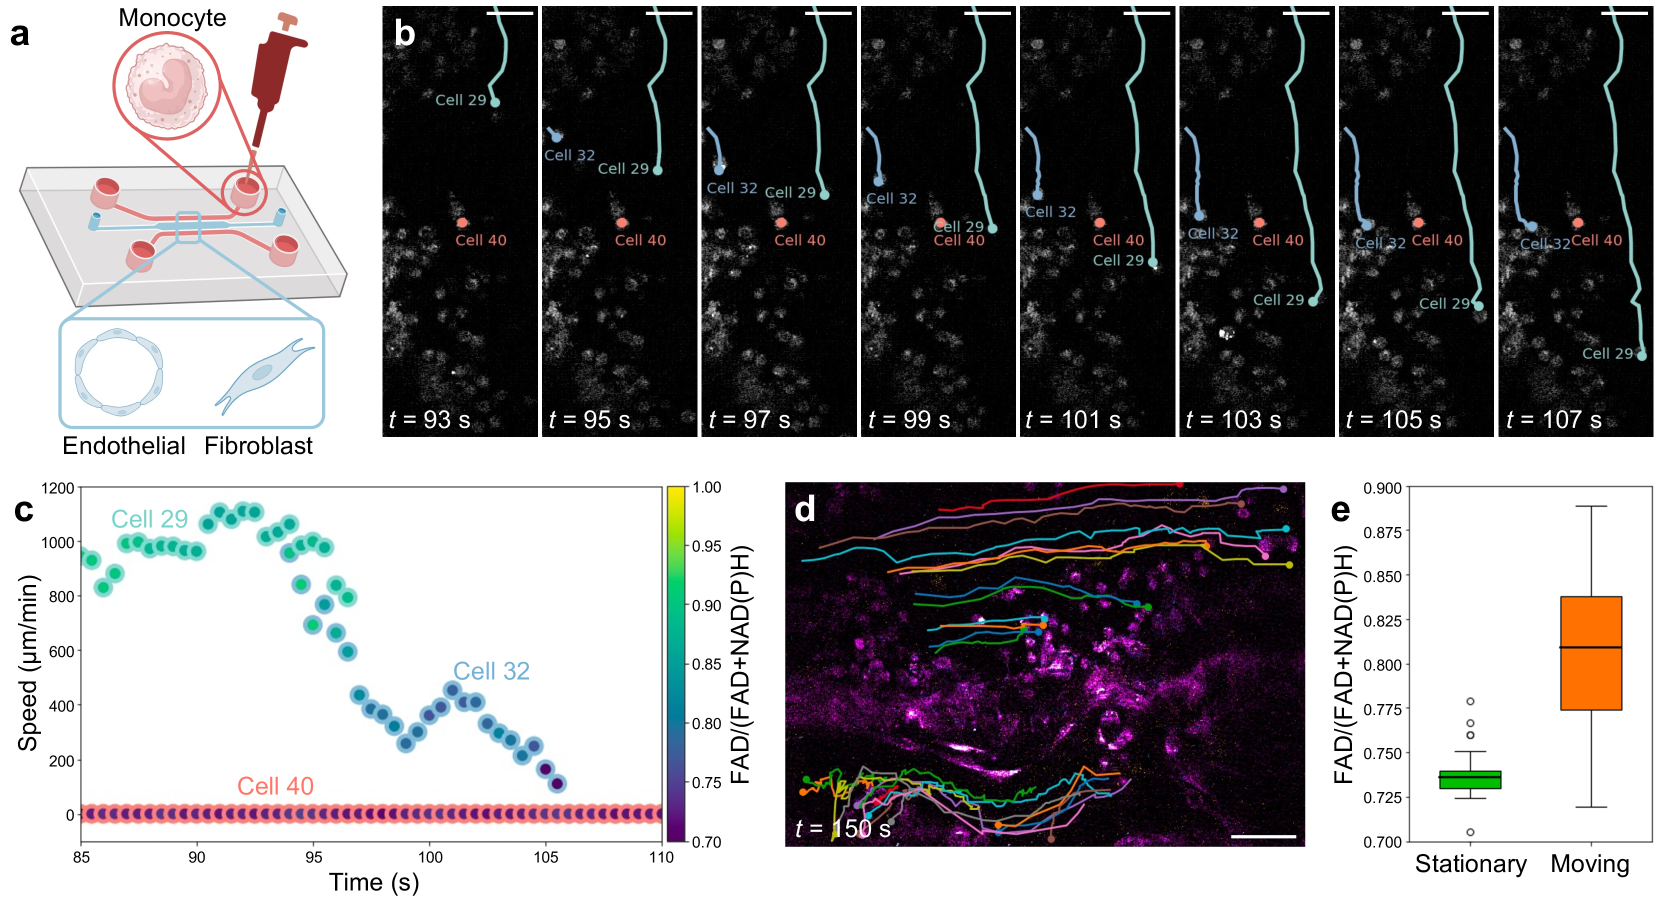 a
Monocyte
Endothelial Fibroblast
b
Cell 29
Cell 40
t = 93 s
Cell 32
Cell 29
Cell 40
t = 95 s
Cell 32
Cell 29
Cell 40
t = 97 s
Cell 32
Cell 29
Cell 40
t = 99 s
Cell 32
Cell 40
Cell 29
t = 101 s
Cell 32
Cell 40
Cell 29
t = 103 s
Cell 32
Cell 40
Cell 29
t = 105 s
Cell 32
Cell 40
Cell 29
t = 107 s
c
Speed (µm/min)
1200
1000
800
600
400
200
0
Cell 29
Cell 32
Cell 40
85 90 95 100 105 110
Time (s)
1.00
0.95
0.90
0.85
0.80
0.75
0.70
FAD/(FAD+NAD(P)H)
d
t = 150 s
e
FAD/(FAD+NAD(P)H)
0.900
0.875
0.850
0.825
0.800
0.775
0.750
0.725
0.700
Stationary Moving